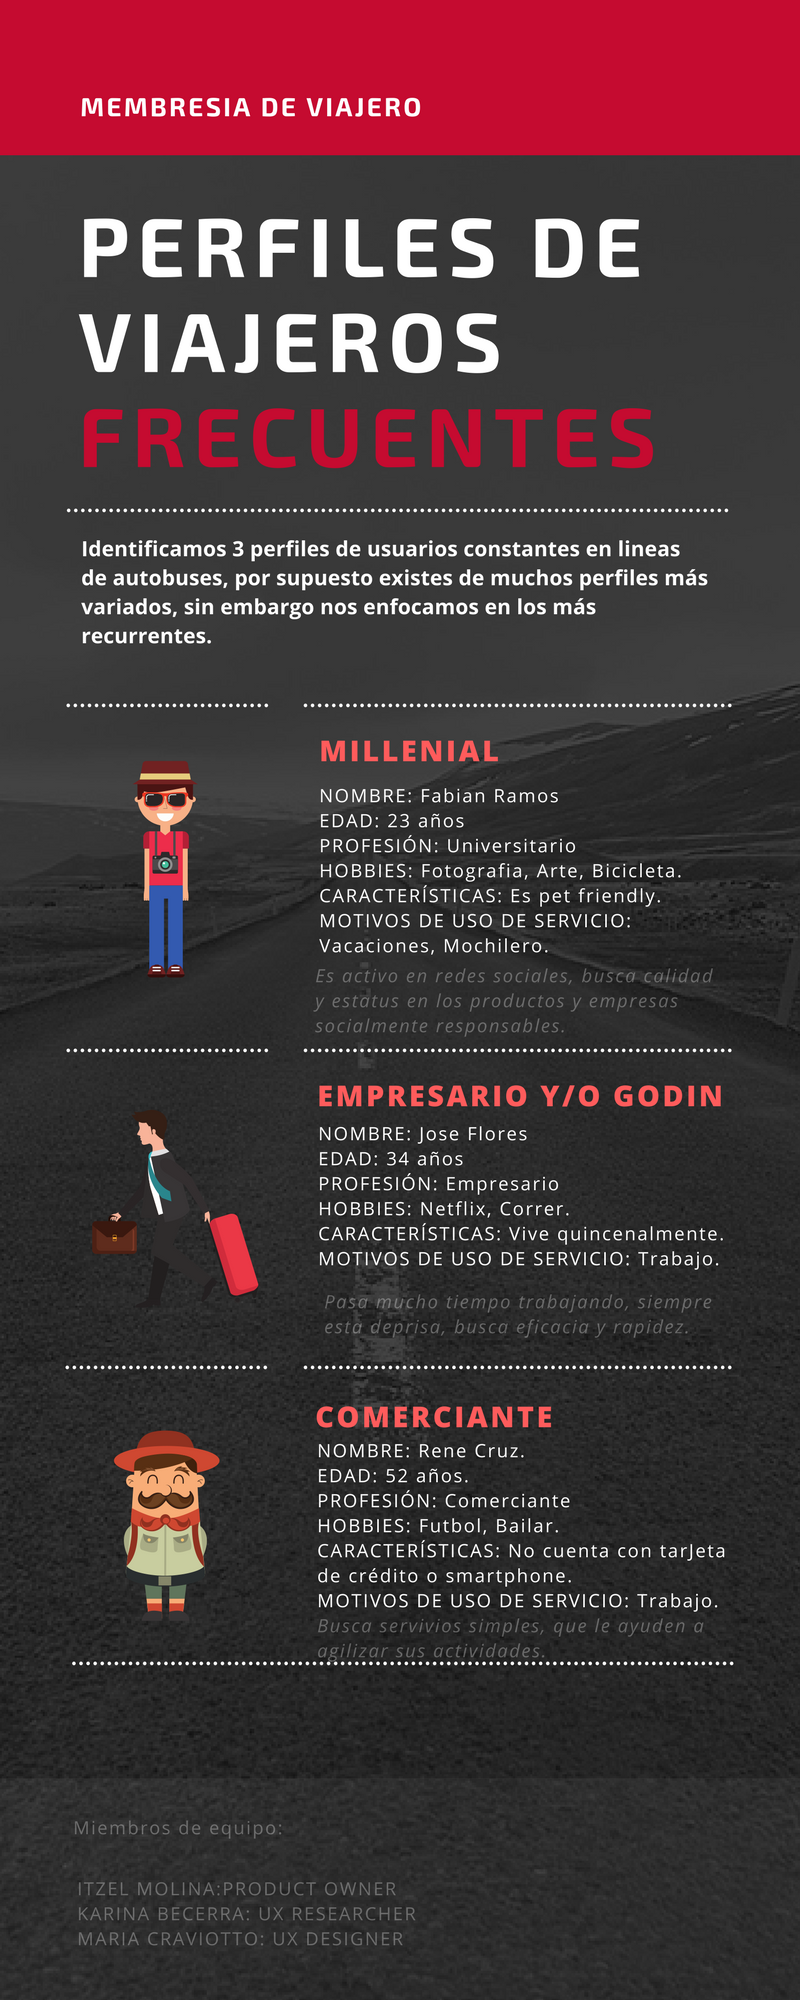 MEMBRESIA DE VIAJERO
PERFILES DE
VIAJEROS
FRECUENTES
Identificamos 3 perfiles de usuarios constantes en lineas
de autobuses, por supuesto existes de muchos perfiles más
variados, sin embargo nos enfocamos en los más
recurrentes.
MILLENIAL
NOMBRE: Fabian Ramos
EDAD: 23 años
PROFESIÓN: Universitario
HOBBIES: Fotografia, Arte, Bicicleta.
CARACTERÍSTICAS: Es pet friendly.
MOTIVOS DE USO DE SERVICIO:
Vacaciones, Mochilero.
Es activo en redes sociales, busca calidad
y estatus en los productos y empresas
socialmente responsables.
EMPRESARIO Y/O GODIN
NOMBRE: Jose Flores
EDAD: 34 años
PROFESIÓN: Empresario
HOBBIES: Netflix, Correr.
CARACTERÍSTICAS: Vive quincenalmente.
MOTIVOS DE USO DE SERVICIO: Trabajo.
Pasa mucho tiempo trabajando, siempre
esta deprisa, busca eficacia y rapidez.
COMERCIANTE
NOMBRE: Rene Cruz.
EDAD: 52 años.
PROFESIÓN: Comerciante
HOBBIES: Futbol, Bailar.
CARACTERÍSTICAS: No cuenta con tarJeta
de crédito o smartphone.
MOTIVOS DE USO DE SERVICIO: Trabajo.
Busca servivios simples, que le ayuden a
agilizar sus actividades.
Miembros de equipo:
ITZEL MOLINA:PRODUCT OWNER
KARINA BECERRA: UX RESEARCHER
MARIA CRAVIOTTO: UX DESIGNER